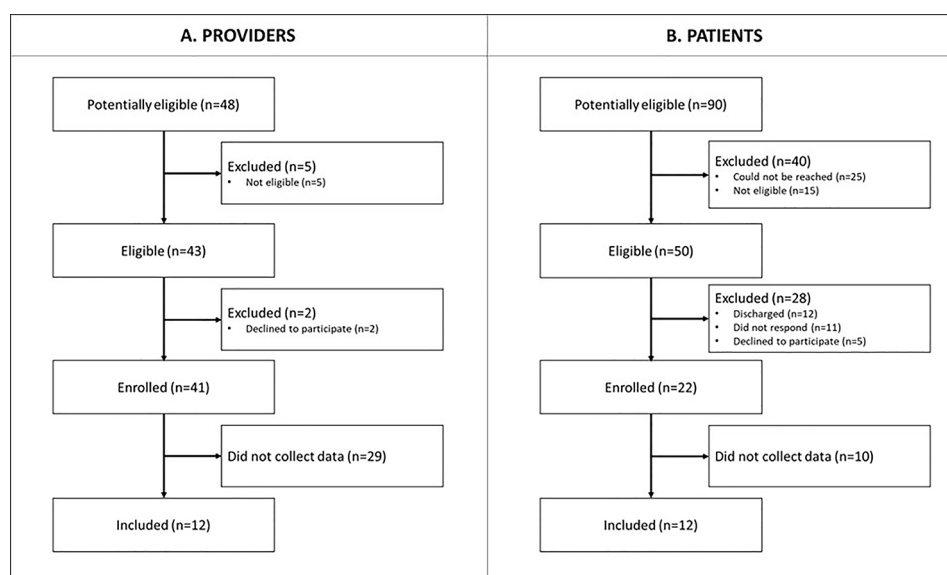 A. PROVIDERS
Potentially eligible (n=48)
Excluded (n=5)
• Not eligible (n=5)
Eligible (n=43)
Excluded (n=2)
• Declined to participate (n=2)
Enrolled (n=41)
Did not collect data (n=29)
Included (n=12)
B. PATIENTS
Potentially eligible (n=90)
Excluded (n=40)
• Could not be reached (n=25)
• Not eligible (n=15)
Eligible (n=50)
Excluded (n=28)
• Discharged (n=12)
• Did not respond (n=11)
• Declined to participate (n=5)
Enrolled (n=22)
Did not collect data (n=10)
Included (n=12)